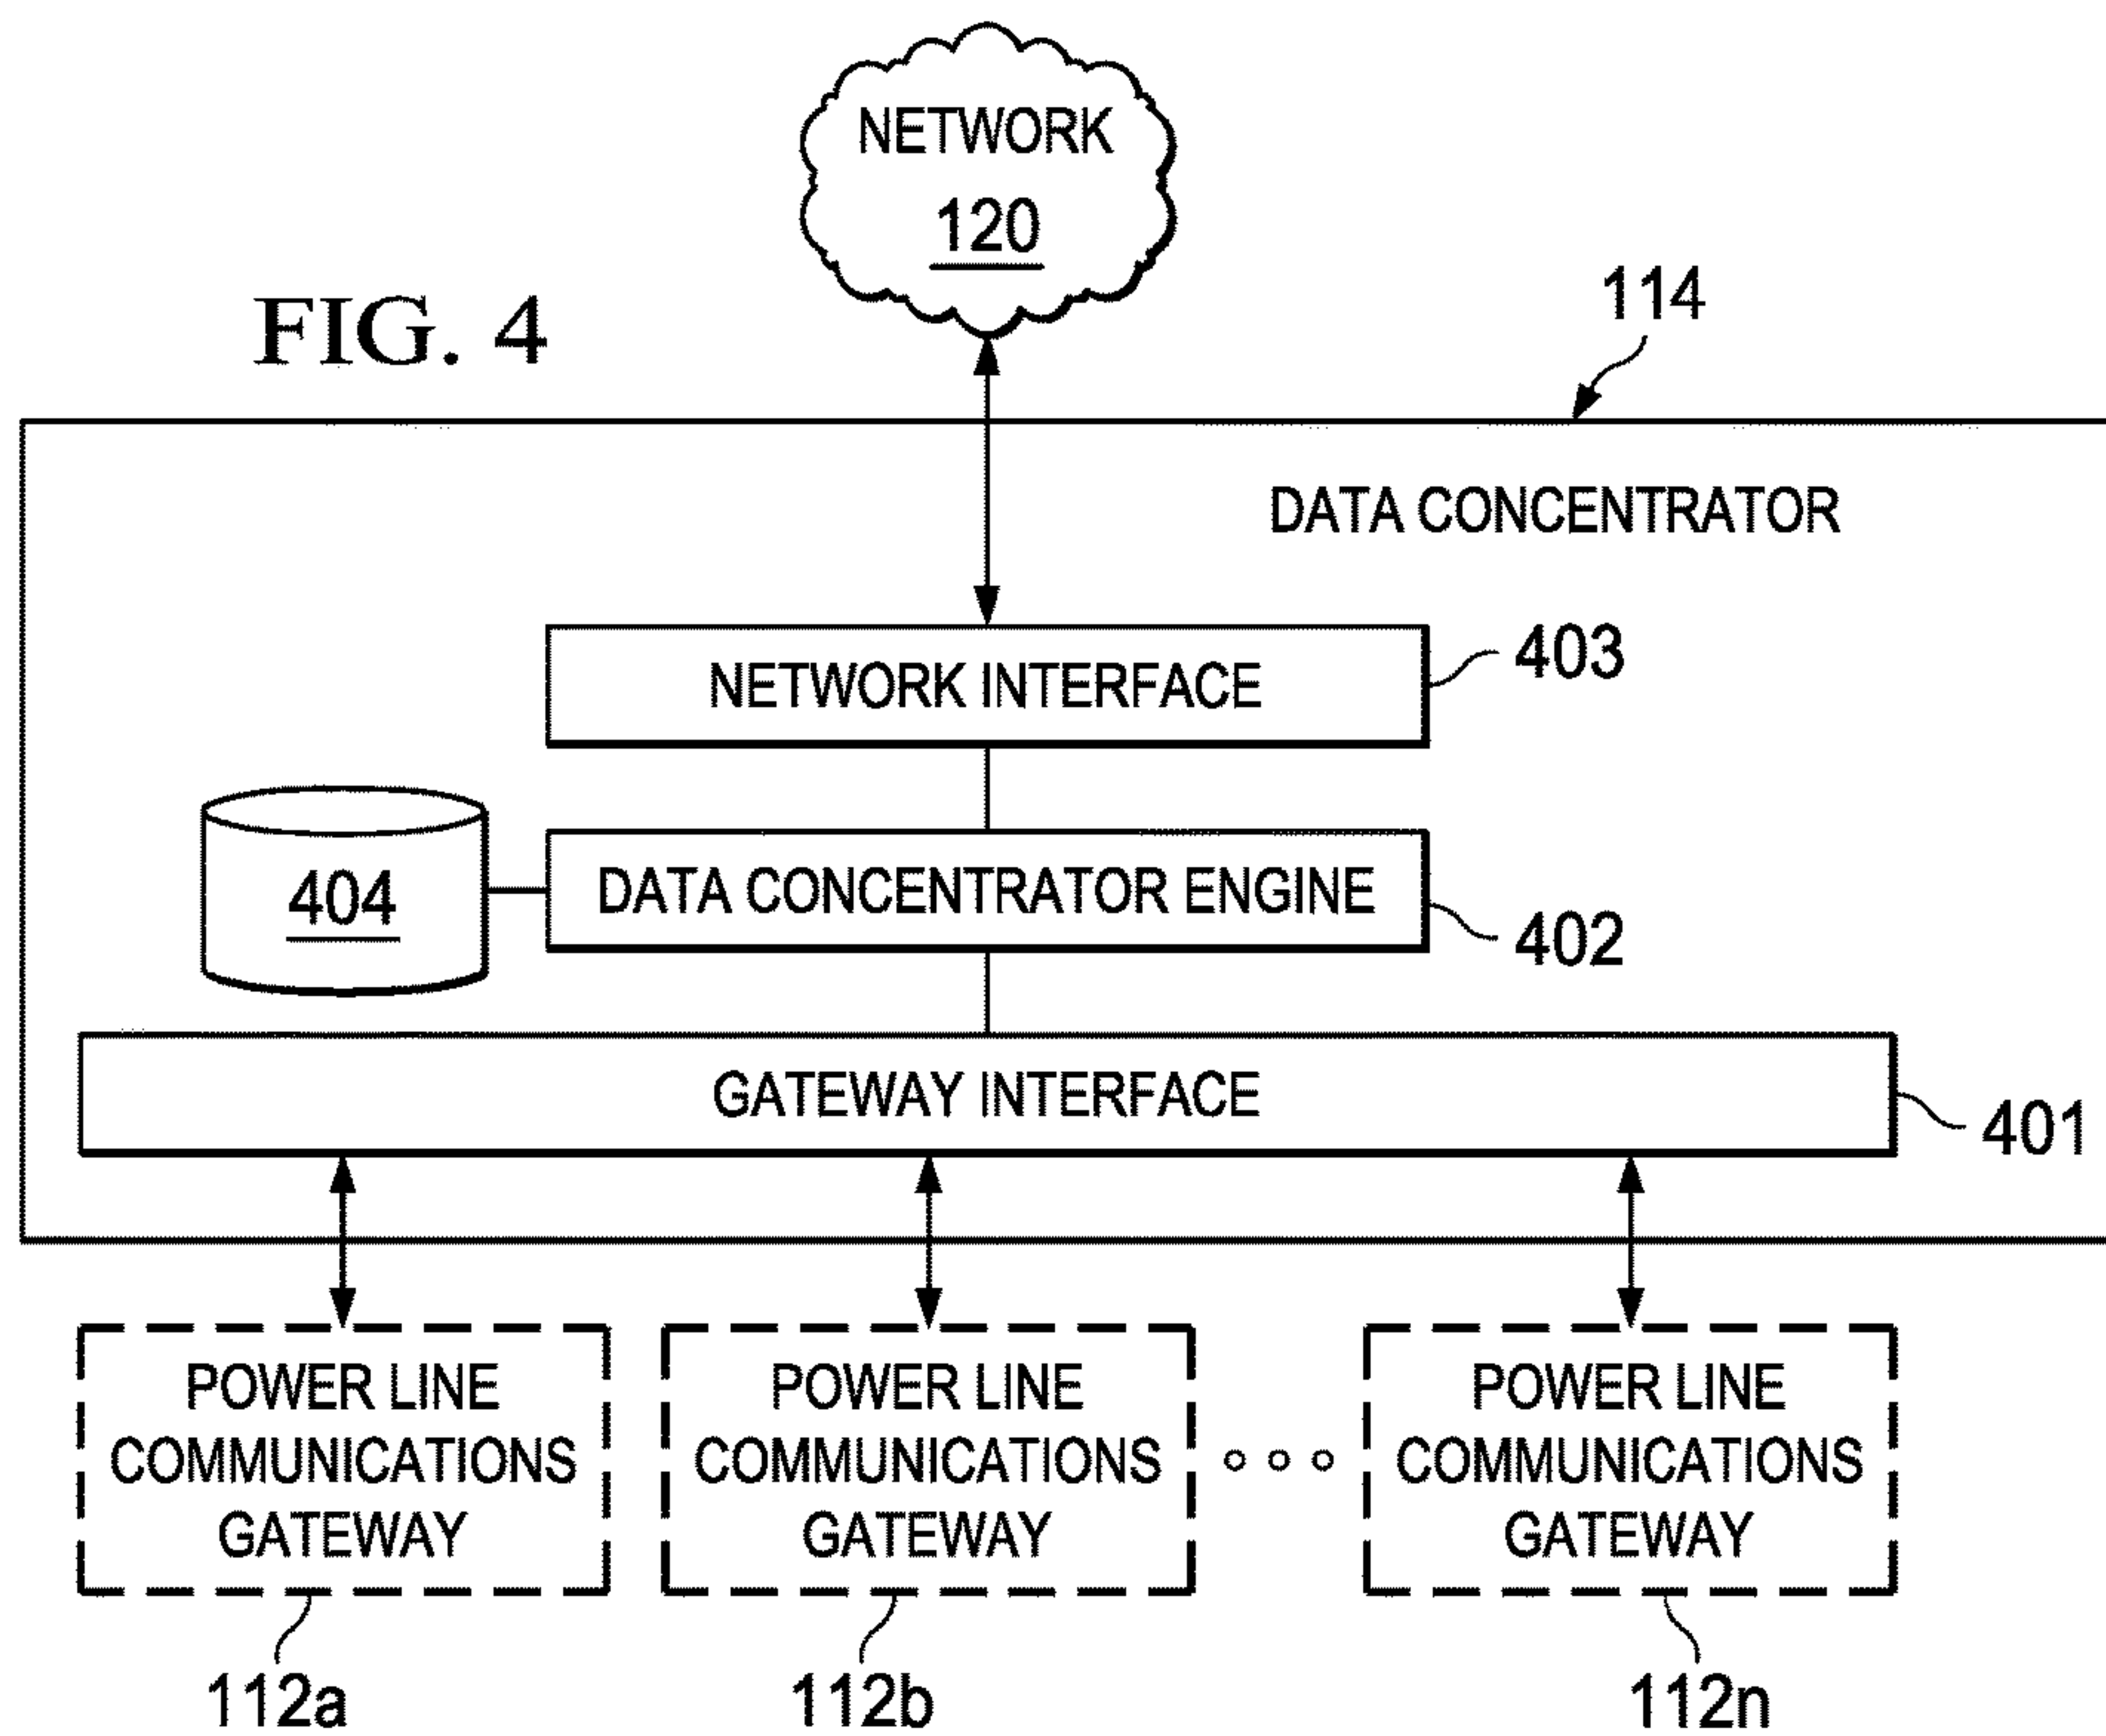 NETWORK
120
FIG. 4
114
DATA CONCENTRATOR
NETWORK INTERFACE
403
404
DATA CONCENTRATOR ENGINE
402
GATEWAY INTERFACE
401
POWER LINE
COMMUNICATIONS
GATEWAY
POWER LINE
COMMUNICATIONS
GATEWAY
POWER LINE
COMMUNICATIONS
GATEWAY
112a
112b
112n